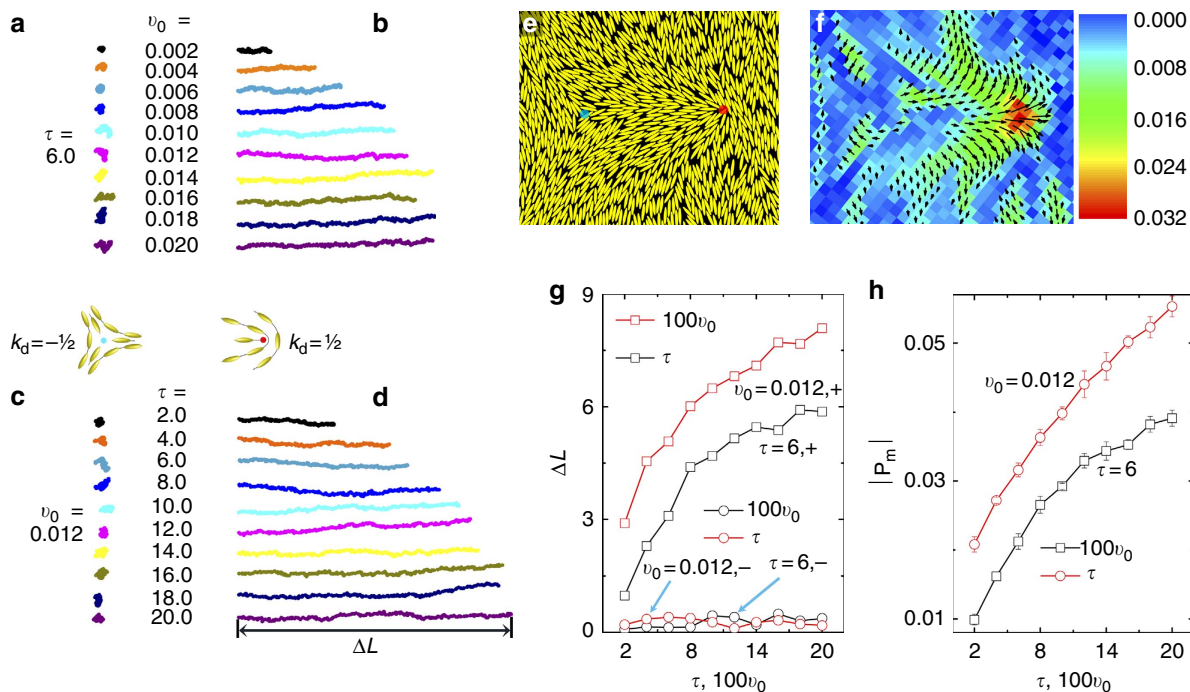 a
υ0 =
b
0.002
0.004
0.006
0.008
τ =
6.0
0.010
0.012
0.014
0.016
0.018
0.020
e
f
0.000
0.008
0.016
0.024
0.032
kd=−½
kd=½
c
τ =
d
2.0
4.0
6.0
8.0
υ0 =
0.012
10.0
12.0
14.0
16.0
18.0
20.0
ΔL
g
9
6
3
0
ΔL
100υ0
τ
υ0=0.012,+
τ=6,+
100υ0
τ
υ0=0.012,−
τ=6,−
2
8
14
20
τ, 100υ0
h
0.05
0.03
0.01
|Pm|
υ0=0.012
τ=6
100υ0
τ
2
8
14
20
τ, 100υ0